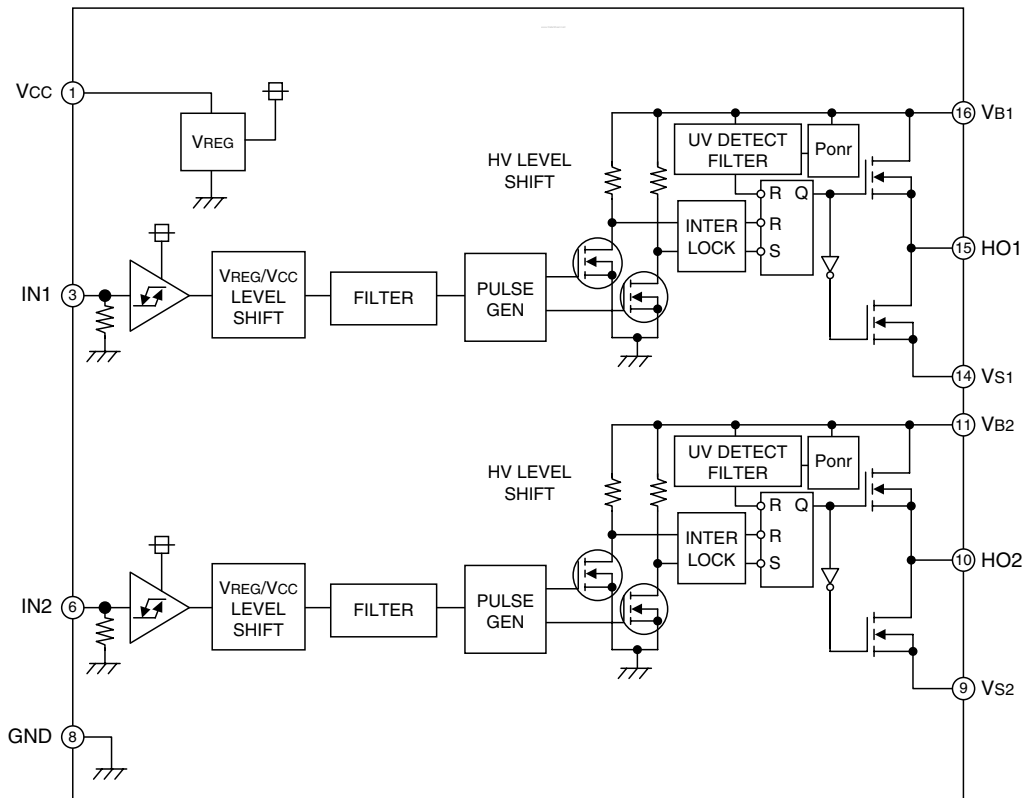 VCC 1
VREG
16 VB1
UV DETECT
FILTER
Ponr
HV LEVEL
SHIFT
R Q
INTER
LOCK
R
S
15 HO1
IN1 3
VREG/VCC
LEVEL
SHIFT
FILTER
PULSE
GEN
14 VS1
11 VB2
UV DETECT
FILTER
Ponr
HV LEVEL
SHIFT
R Q
INTER
LOCK
R
S
10 HO2
IN2 6
VREG/VCC
LEVEL
SHIFT
FILTER
PULSE
GEN
9 VS2
GND 8